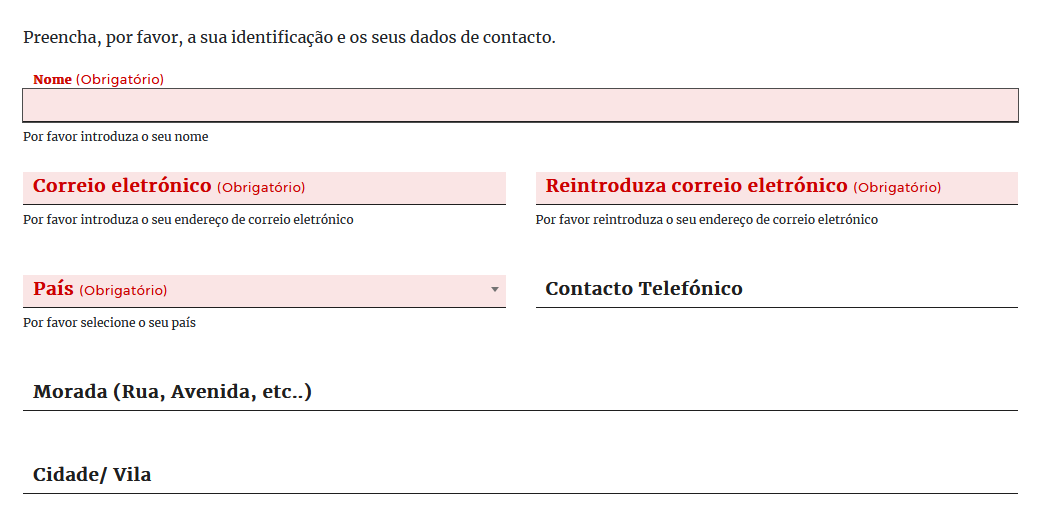 Preencha, por favor, a sua identificação e os seus dados de contacto.
Nome (Obrigatório)
Por favor introduza o seu nome
Correio eletrónico (Obrigatório)
Reintroduza correio eletrónico (Obrigatório)
Por favor introduza o seu endereço de correio eletrónico
Por favor reintroduza o seu endereço de correio eletrónico
País (Obrigatório)
Contacto Telefónico
Por favor selecione o seu país
Morada (Rua, Avenida, etc..)
Cidade/ Vila